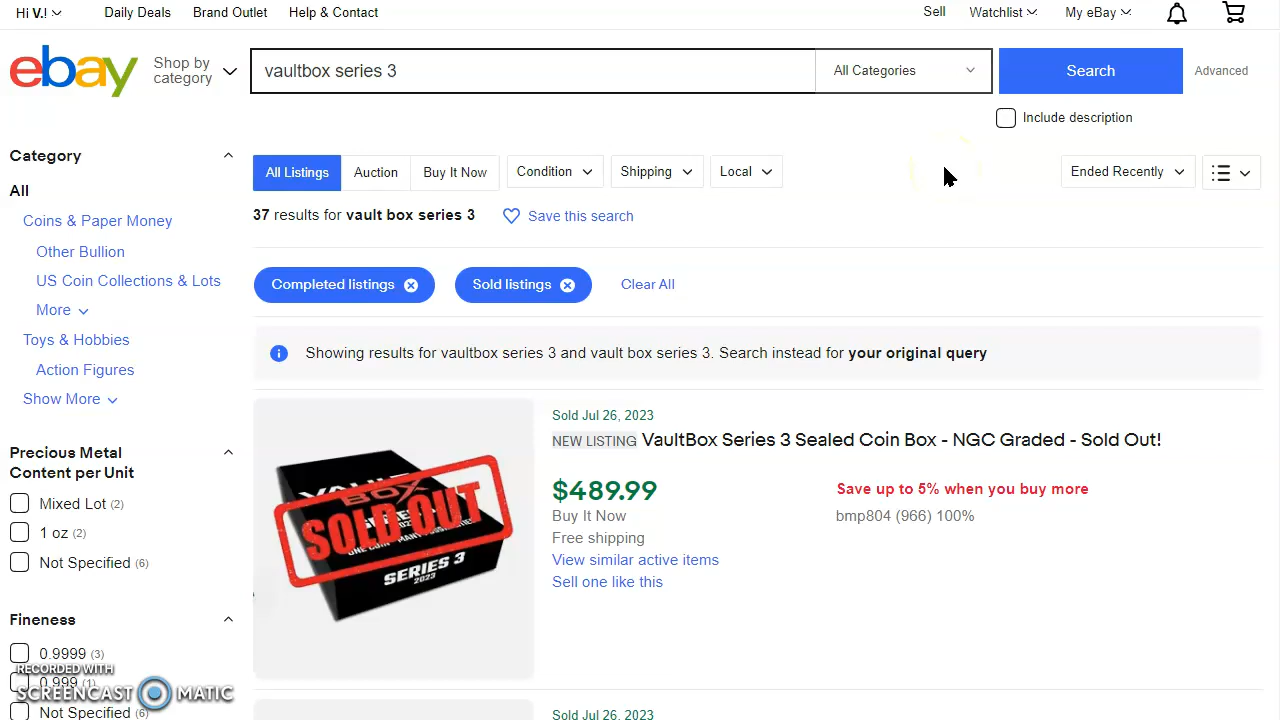 Hi V.!
Daily Deals
Brand Outlet
Help & Contact
Sell
Watchlist
My eBay
ebay
Shop by
category
vaultbox series 3
All Categories
Search
Advanced
Include description
Category
All
Coins & Paper Money
Other Bullion
US Coin Collections & Lots
More
Toys & Hobbies
Action Figures
Show More
Precious Metal
Content per Unit
Mixed Lot (2)
1 oz (2)
Not Specified (6)
Fineness
0.9999 (3)
0.999 (1)
Not Specified (6)
All Listings
Auction
Buy It Now
Condition
Shipping
Local
Ended Recently
37 results for vault box series 3
Save this search
Completed listings
Sold listings
Clear All
Showing results for vaultbox series 3 and vault box series 3. Search instead for your original query
VAULT
BOX
SOLD OUT
SERIES 3
2023
Sold Jul 26, 2023
NEW LISTING VaultBox Series 3 Sealed Coin Box - NGC Graded - Sold Out!
$489.99
Buy It Now
Free shipping
View similar active items
Sell one like this
Save up to 5% when you buy more
bmp804 (966) 100%
Sold Jul 26, 2023
RECORDED WITH
SCREENCAST MATIC